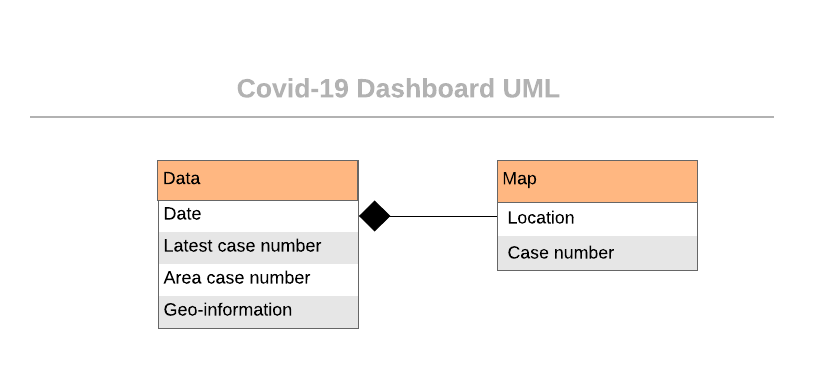 Covid-19 Dashboard UML
Data
Date
Latest case number
Area case number
Geo-information
Map
Location
Case number